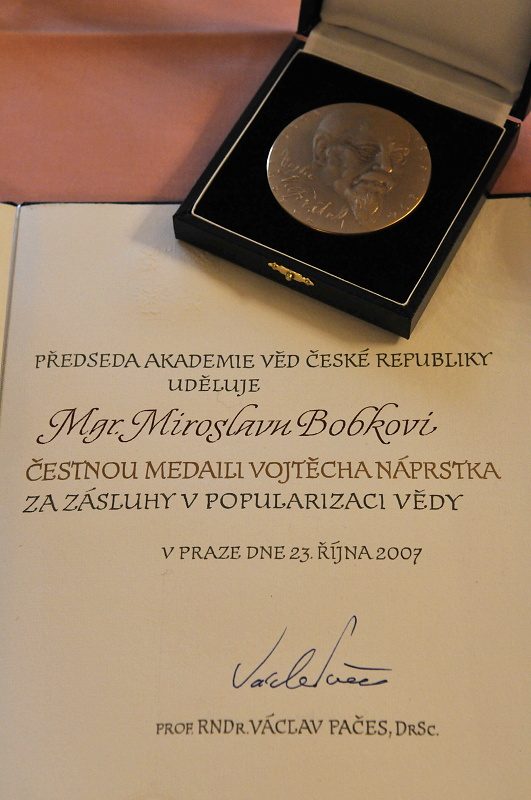 PŘEDSEDA AKADEMIE VĚD ČESKÉ REPUBLIKY
UDĚLUJE
Mgr. Miroslavu Bobkovi
ČESTNOU MEDAILI VOJTĚCHA NÁPRSTKA
ZA ZÁSLUHY V POPULARIZACI VĚDY
V PRAZE DNE 23. ŘÍJNA 2007
PROF. RNDR. VÁCLAV PAČES, DRSC.